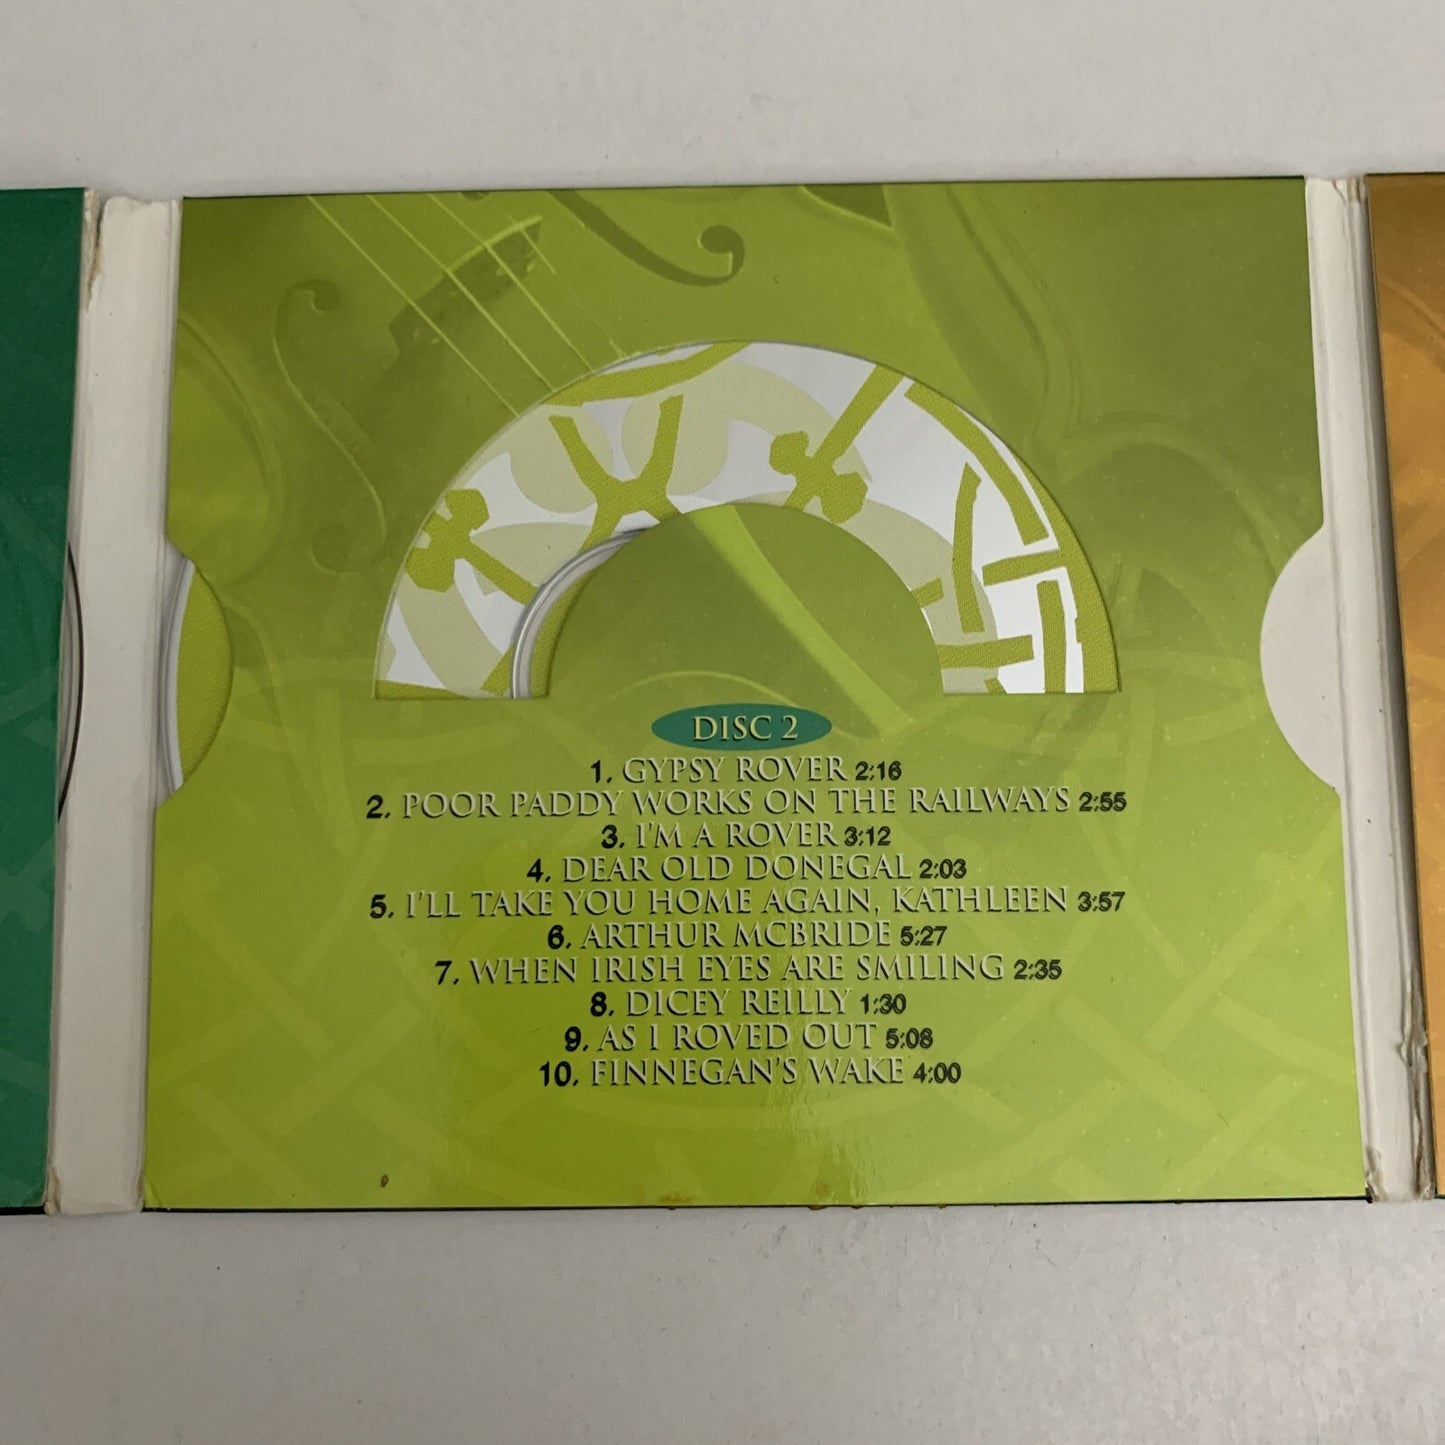 DISC 2
1. GYPSY ROVER 2:16
2. POOR PADDY WORKS ON THE RAILWAYS 2:55
3. I'M A ROVER 3:12
4. DEAR OLD DONEGAL 2:03
5. I'LL TAKE YOU HOME AGAIN, KATHLEEN 3:57
6. ARTHUR MCBRIDE 5:27
7. WHEN IRISH EYES ARE SMILING 2:35
8. DICEY REILLY 1:30
9. AS I ROVED OUT 5:08
10. FINNEGAN'S WAKE 4:00